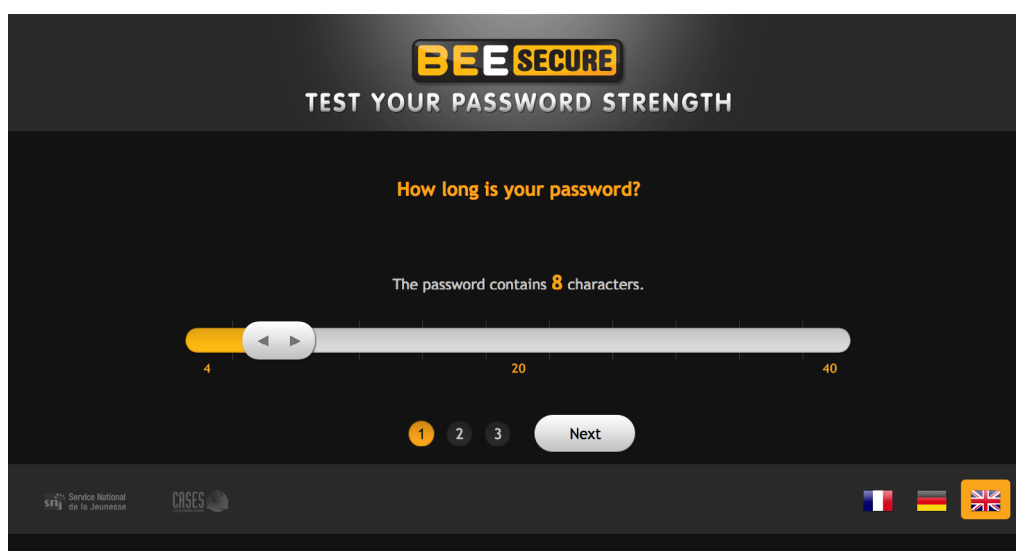 BEE SECURE
TEST YOUR PASSWORD STRENGTH
How long is your password?
The password contains 8 characters.
4 20 40
1 2 3 Next
snj Service National
de la Jeunesse
CASES